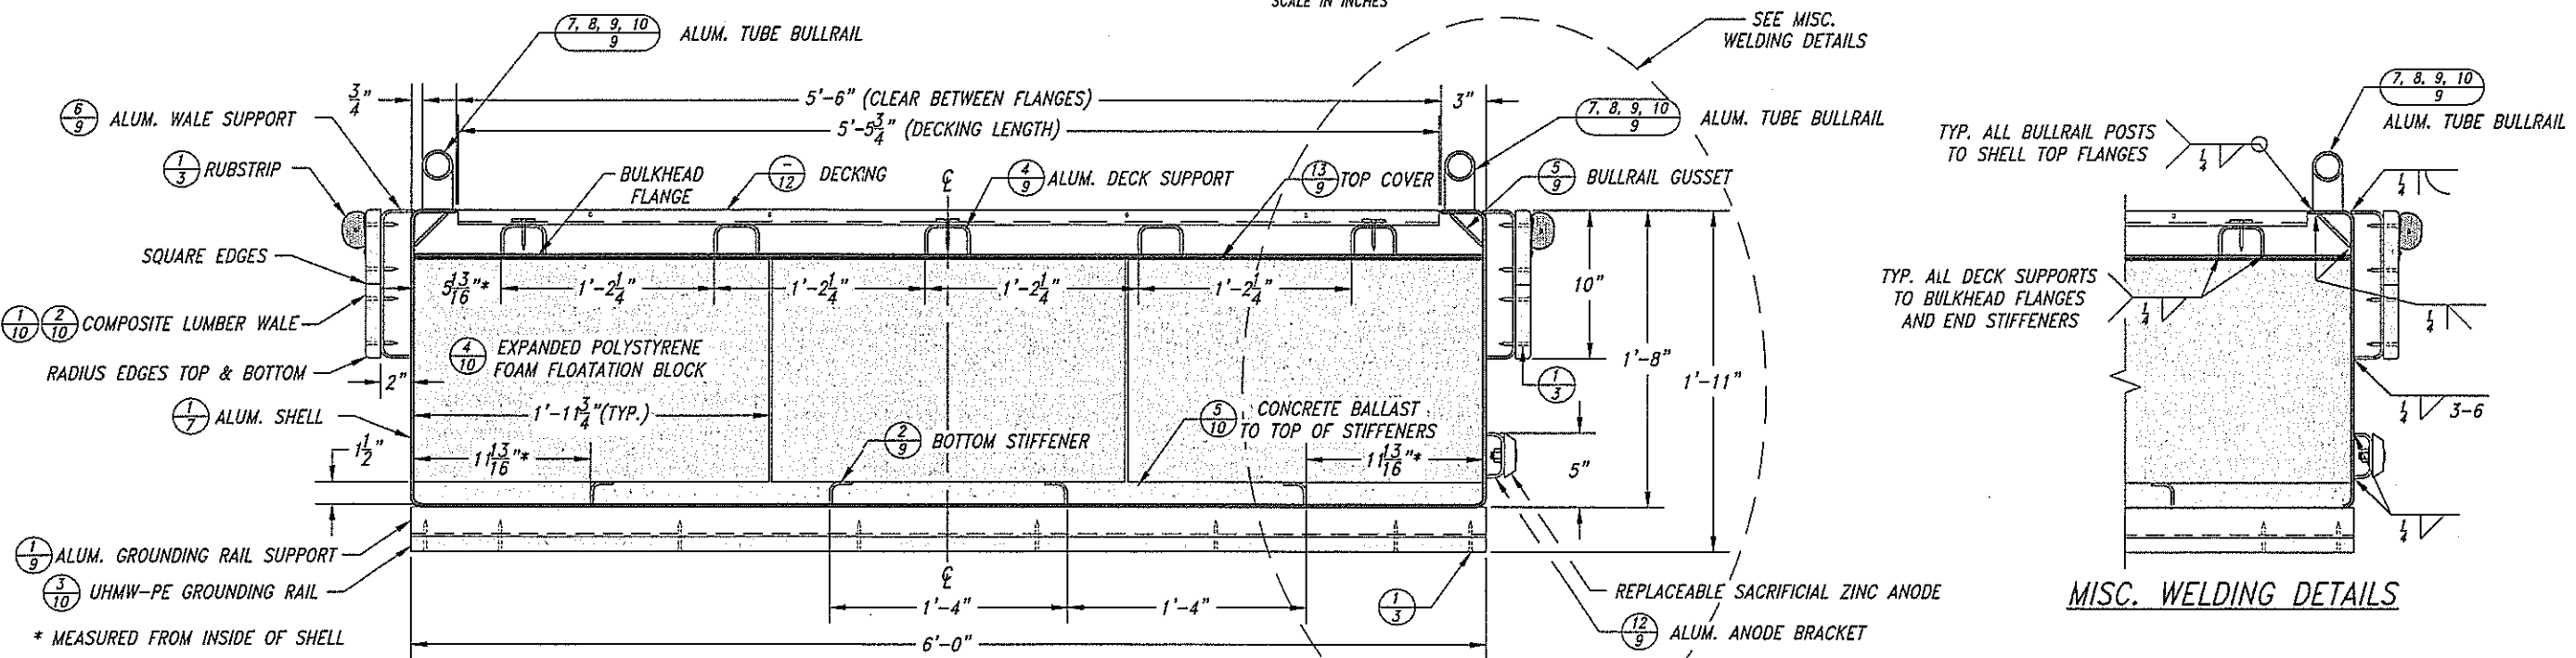 SCALE IN INCHES
7, 8, 9, 10
9
ALUM. TUBE BULLRAIL
SEE MISC.
WELDING DETAILS
3/4"
5'-6" (CLEAR BETWEEN FLANGES)
3"
5'-5 3/4" (DECKING LENGTH)
6
9
ALUM. WALE SUPPORT
7, 8, 9, 10
9
ALUM. TUBE BULLRAIL
1
3
RUBSTRIP
BULKHEAD
FLANGE
-
12
DECKING
℄
4
9
ALUM. DECK SUPPORT
13
9
TOP COVER
5
9
BULLRAIL GUSSET
SQUARE EDGES
5 13/16"*
1'-2 1/4"
1'-2 1/4"
1'-2 1/4"
1'-2 1/4"
10"
1
10
2
10
COMPOSITE LUMBER WALE
4
10
EXPANDED POLYSTYRENE
FOAM FLOATATION BLOCK
1'-8"
1'-11"
RADIUS EDGES TOP & BOTTOM
2"
1
3
1
7
ALUM. SHELL
1'-11 3/4" (TYP.)
5
10
CONCRETE BALLAST
TO TOP OF STIFFENERS
2
9
BOTTOM STIFFENER
1 1/2"
11 13/16"*
11 13/16"*
5"
1
9
ALUM. GROUNDING RAIL SUPPORT
3
10
UHMW-PE GROUNDING RAIL
℄
1'-4"
1'-4"
1
3
REPLACEABLE SACRIFICIAL ZINC ANODE
12
9
ALUM. ANODE BRACKET
* MEASURED FROM INSIDE OF SHELL
6'-0"
7, 8, 9, 10
9
ALUM. TUBE BULLRAIL
TYP. ALL BULLRAIL POSTS
TO SHELL TOP FLANGES
1/4
1/4
TYP. ALL DECK SUPPORTS
TO BULKHEAD FLANGES
AND END STIFFENERS
1/4
1/4
1/4
3-6
1/4
MISC. WELDING DETAILS